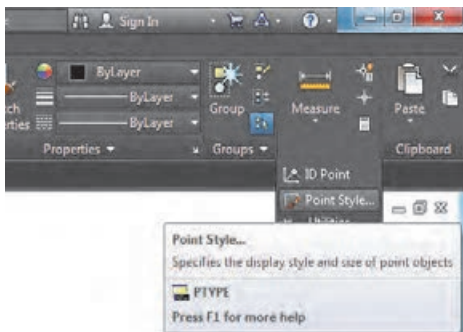 Sign In
ByLayer
ByLayer
ByLayer
Group
Measure
Paste
Properties
Groups
Clipboard
ID Point
Point Style...
Utilities
Point Style...
Specifies the display style and size of point objects
PTYPE
Press F1 for more help